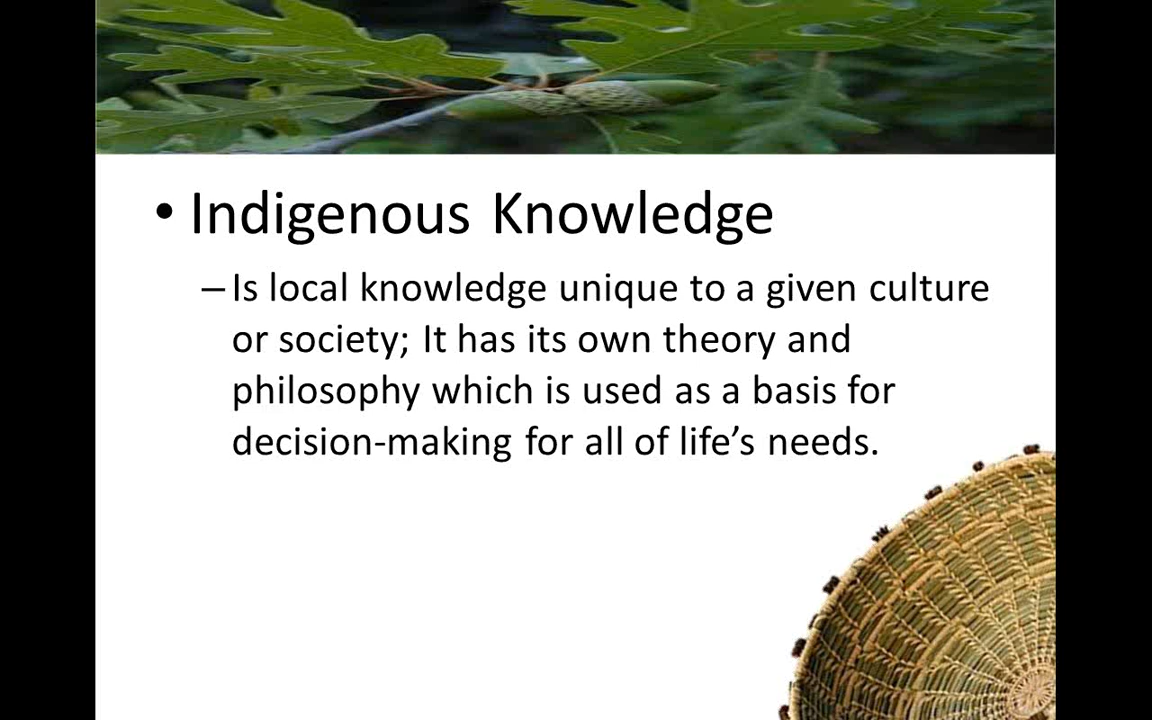 • Indigenous Knowledge
– Is local knowledge unique to a given culture
or society; It has its own theory and
philosophy which is used as a basis for
decision-making for all of life’s needs.